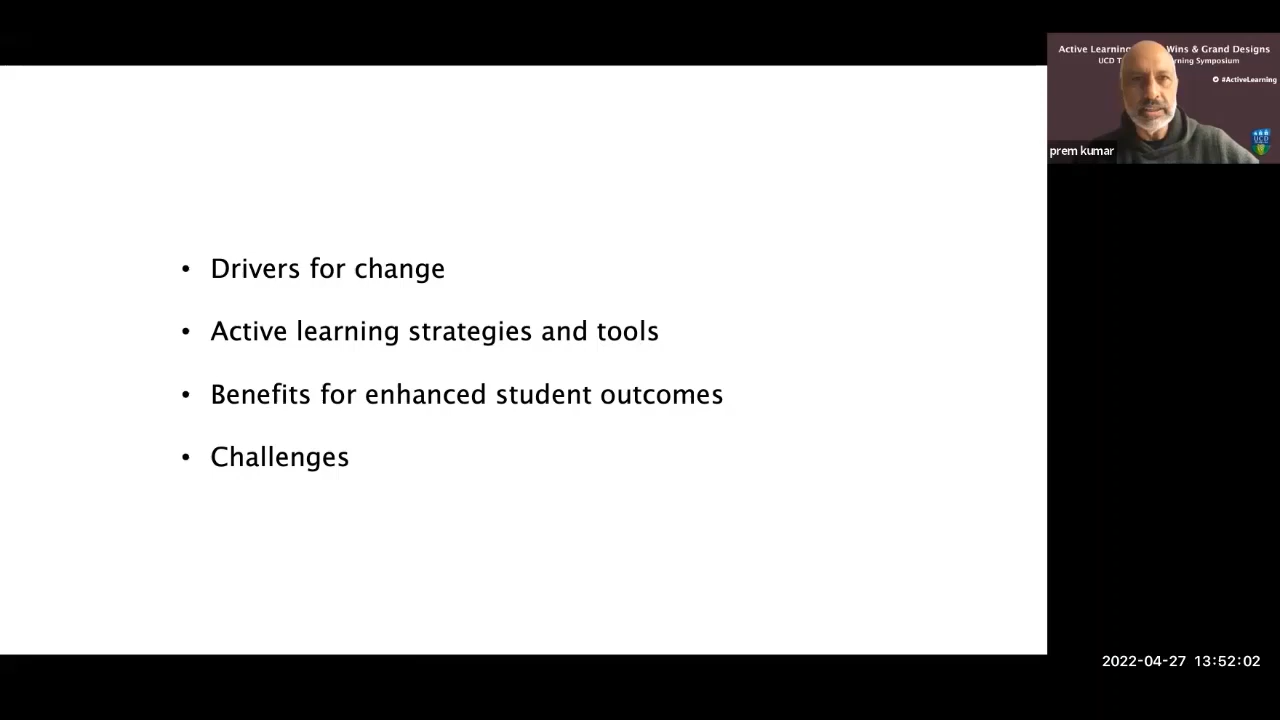 • Drivers for change
• Active learning strategies and tools
• Benefits for enhanced student outcomes
• Challenges
Active Learning Wins & Grand Designs
UCD Symposium
#ActiveLearning
UCD
prem kumar
2022-04-27 13:52:02